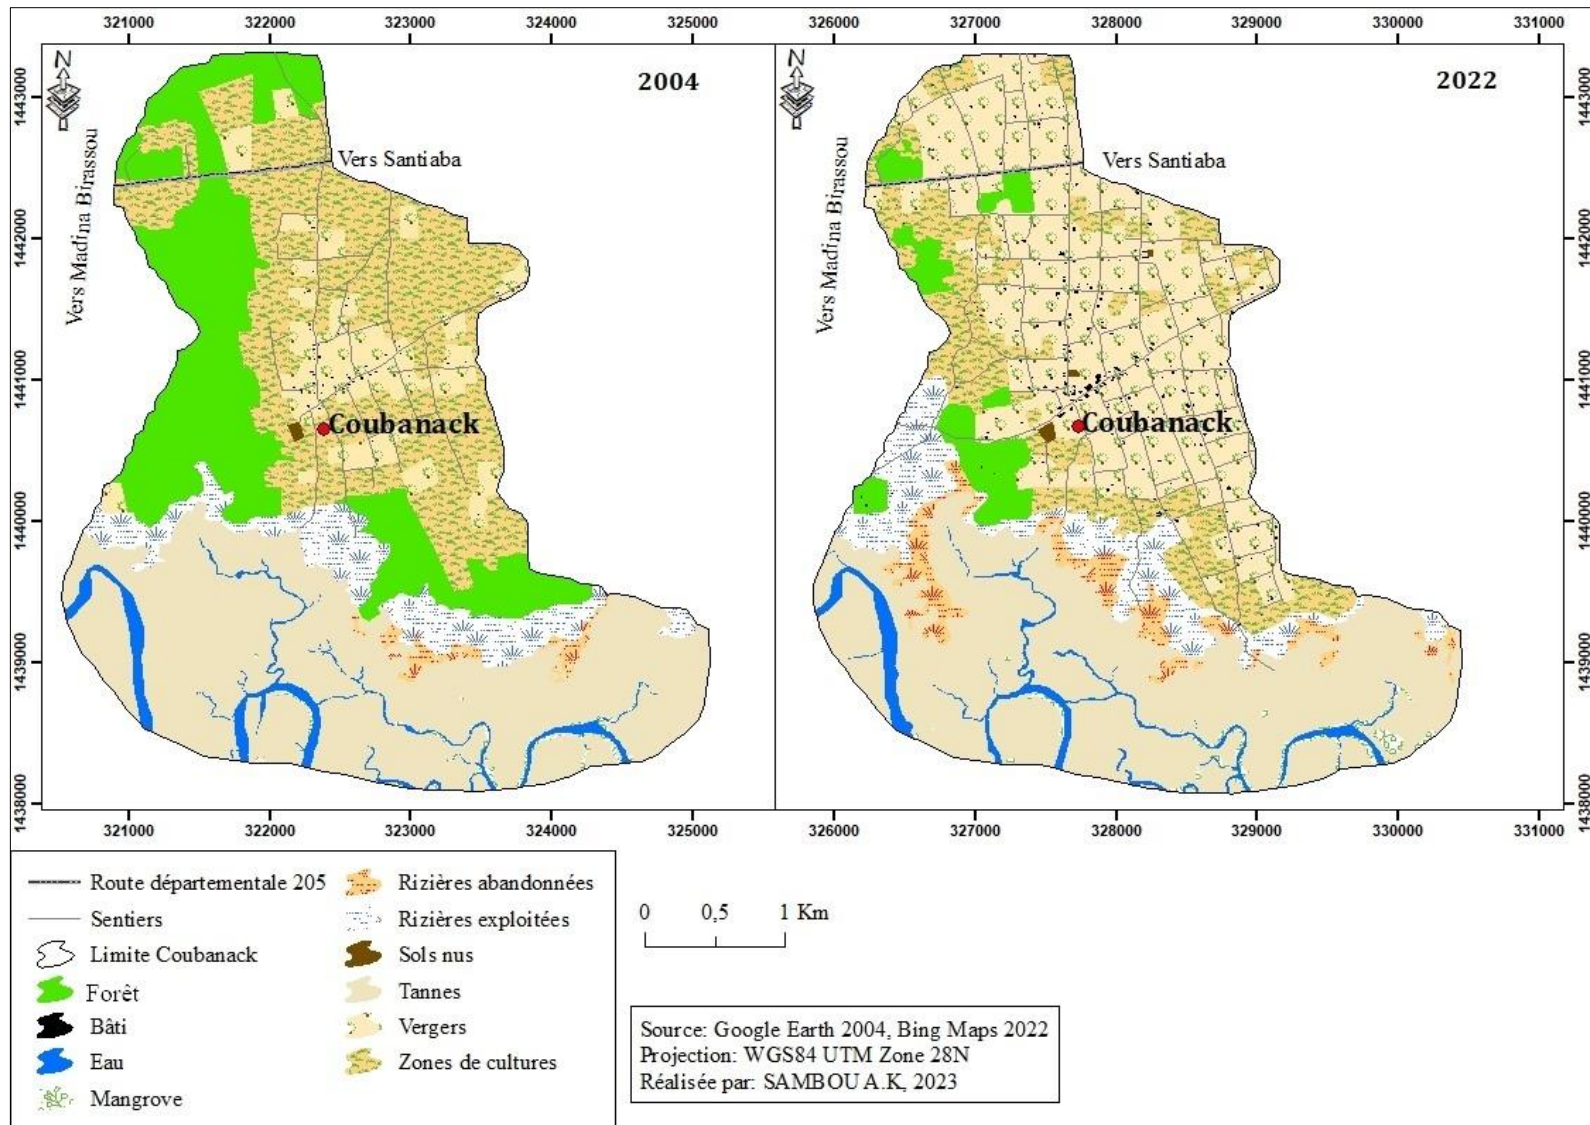 321000 322000 323000 324000 325000 326000 327000 328000 329000 330000 331000
N
2004
N
2022
1443000
1442000
1441000
1440000
1439000
1438000
1443000
1442000
1441000
1440000
1439000
1438000
Vers Santiaba
Vers Madina Birassou
Coubanack
Vers Santiaba
Vers Madina Birassou
Coubanack
321000 322000 323000 324000 325000 326000 327000 328000 329000 330000 331000
Route départementale 205
Sentiers
Limite Coubanack
Forêt
Bâti
Eau
Mangrove
Rizières abandonnées
Rizières exploitées
Sols nus
Tannes
Vergers
Zones de cultures
0 0,5 1 Km
Source: Google Earth 2004, Bing Maps 2022
Projection: WGS84 UTM Zone 28N
Réalisée par: SAMBOU A.K, 2023